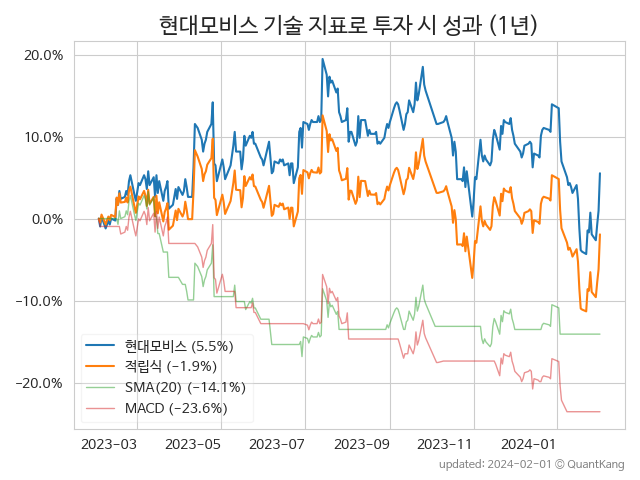 현대모비스 기술 지표로 투자 시 성과 (1년)
20.0%
10.0%
0.0%
−10.0%
−20.0%
현대모비스 (5.5%)
적립식 (−1.9%)
SMA(20) (−14.1%)
MACD (−23.6%)
2023-03 2023-05 2023-07 2023-09 2023-11 2024-01
updated: 2024-02-01 © QuantKang